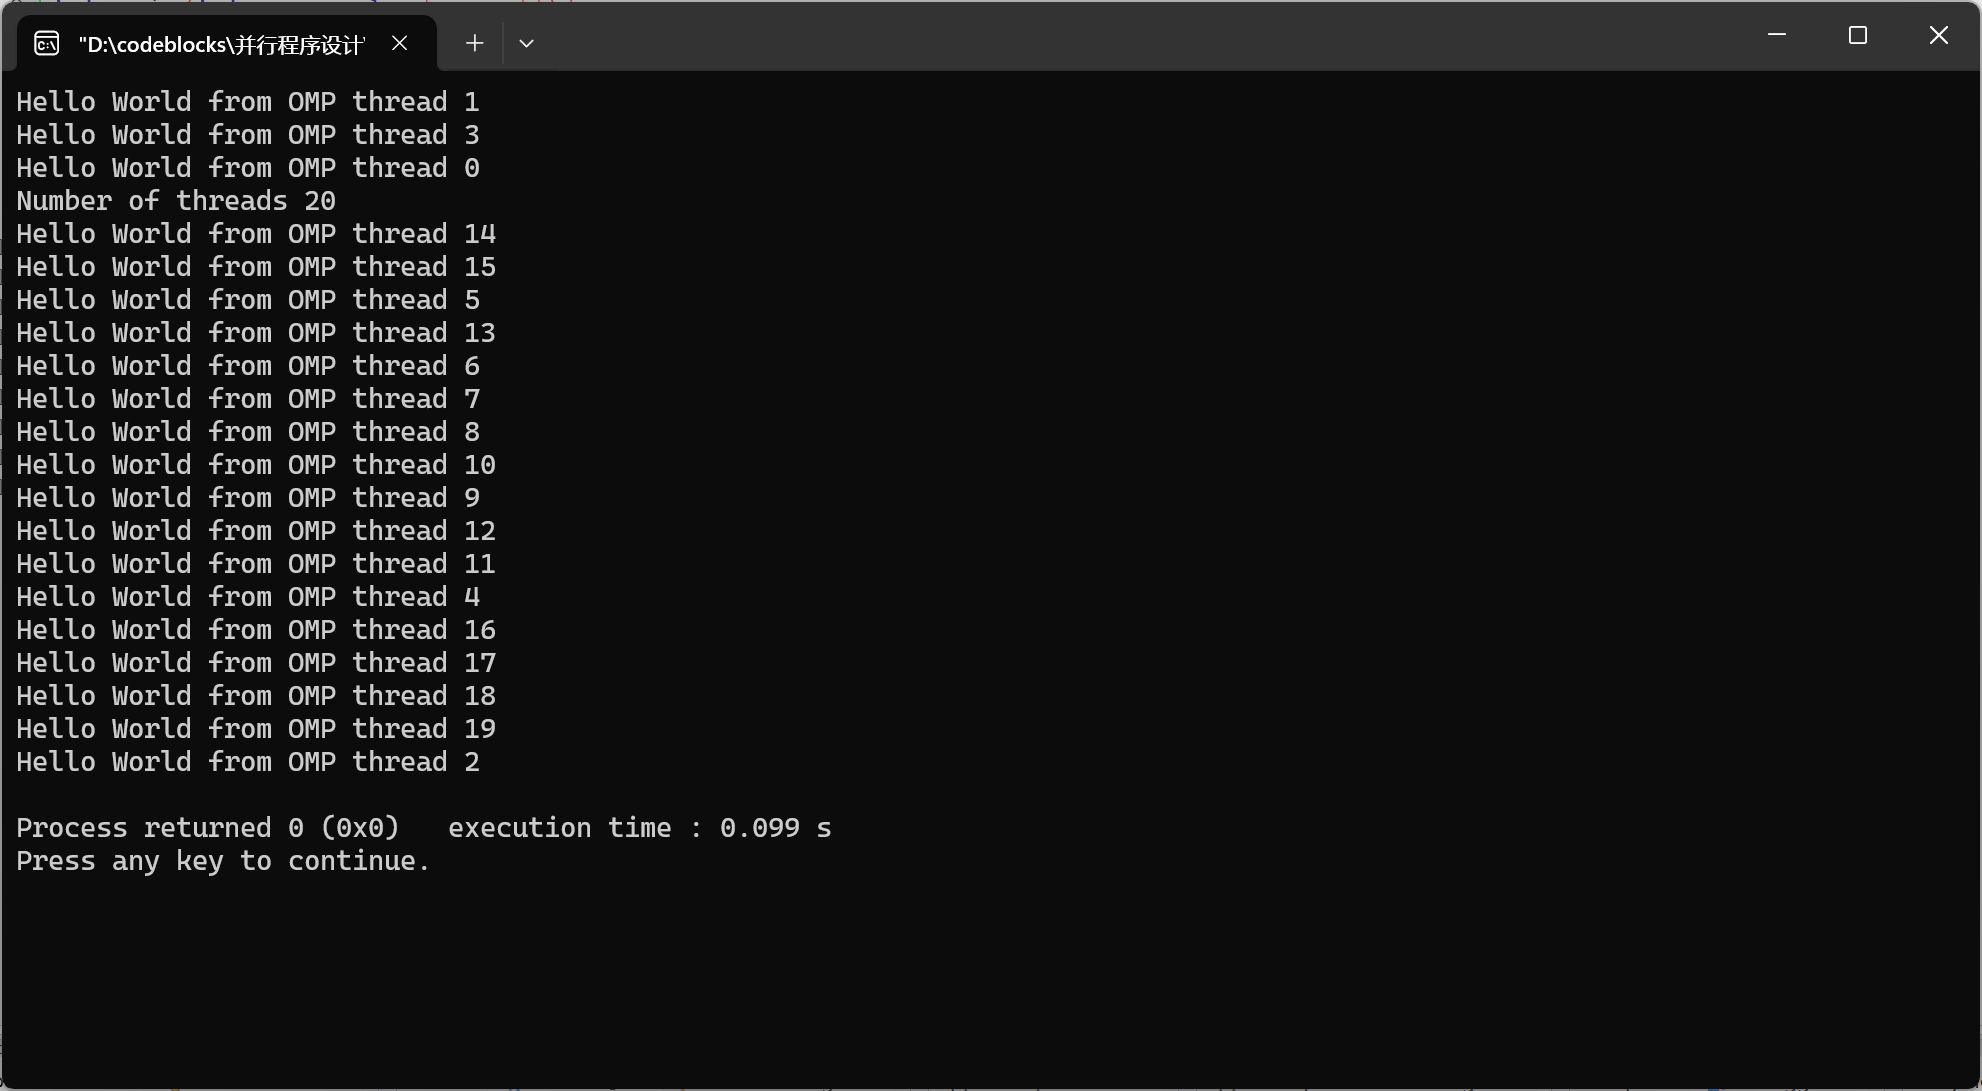 "D:\codeblocks\并行程序设计
Hello World from OMP thread 1
Hello World from OMP thread 3
Hello World from OMP thread 0
Number of threads 20
Hello World from OMP thread 14
Hello World from OMP thread 15
Hello World from OMP thread 5
Hello World from OMP thread 13
Hello World from OMP thread 6
Hello World from OMP thread 7
Hello World from OMP thread 8
Hello World from OMP thread 10
Hello World from OMP thread 9
Hello World from OMP thread 12
Hello World from OMP thread 11
Hello World from OMP thread 4
Hello World from OMP thread 16
Hello World from OMP thread 17
Hello World from OMP thread 18
Hello World from OMP thread 19
Hello World from OMP thread 2
Process returned 0 (0x0)   execution time : 0.099 s
Press any key to continue.